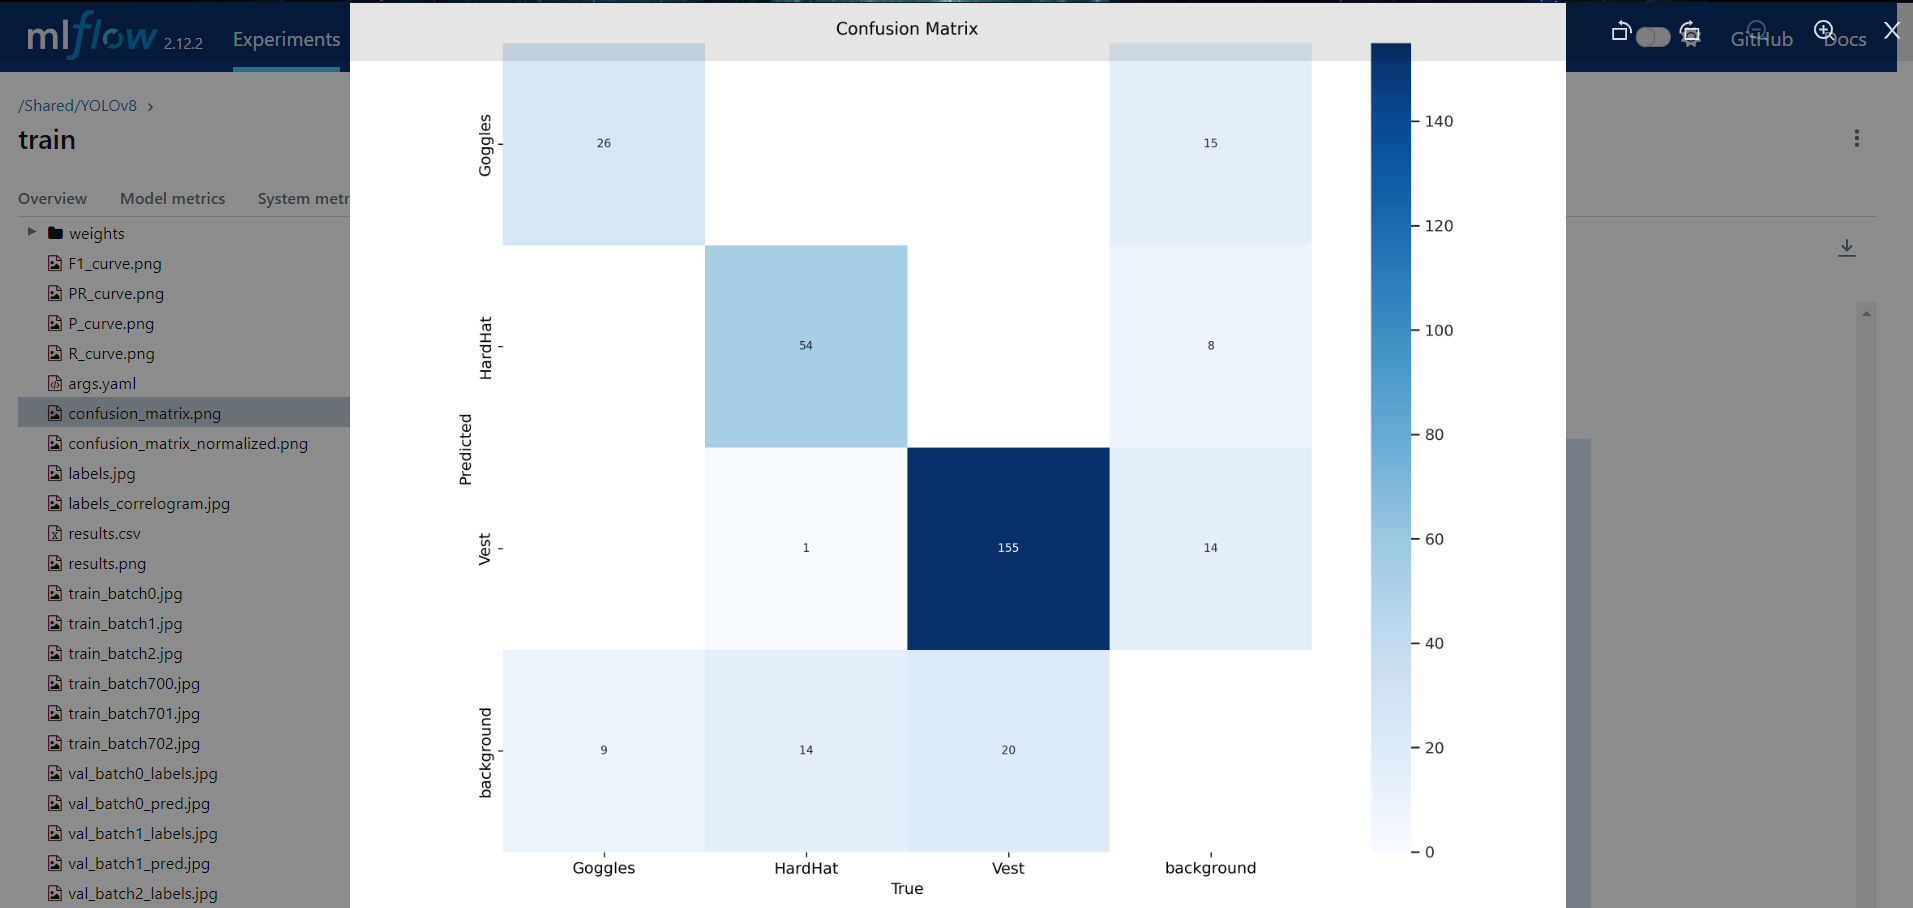 mlflow 2.12.2
Experiments
GitHub
Docs
X
/Shared/YOLOv8 >
train
Overview
Model metrics
System metr
weights
F1_curve.png
PR_curve.png
P_curve.png
R_curve.png
args.yaml
confusion_matrix.png
confusion_matrix_normalized.png
labels.jpg
labels_correlogram.jpg
results.csv
results.png
train_batch0.jpg
train_batch1.jpg
train_batch2.jpg
train_batch700.jpg
train_batch701.jpg
train_batch702.jpg
val_batch0_labels.jpg
val_batch0_pred.jpg
val_batch1_labels.jpg
val_batch1_pred.jpg
val_batch2_labels.jpg
Confusion Matrix
Predicted
Goggles
26
15
HardHat
54
8
Vest
1
155
14
background
9
14
20
Goggles
HardHat
Vest
background
True
140
120
100
80
60
40
20
0